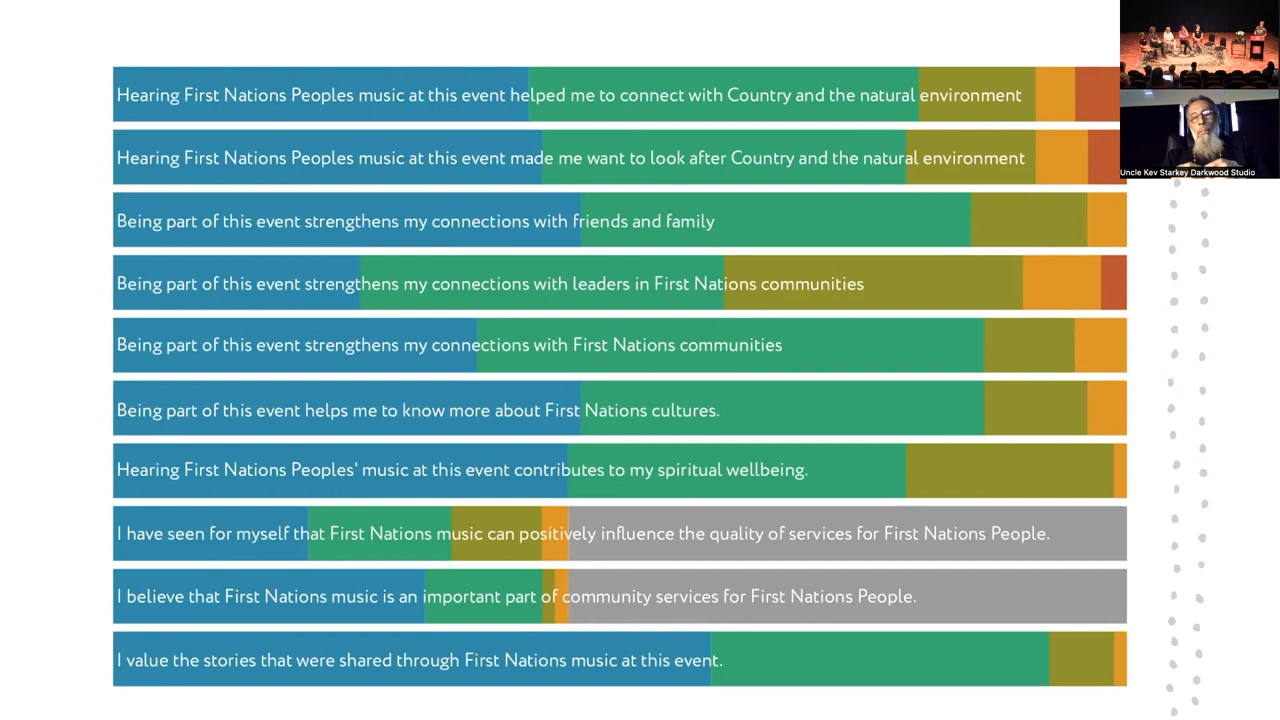 Hearing First Nations Peoples music at this event helped me to connect with Country and the natural environment
Hearing First Nations Peoples music at this event made me want to look after Country and the natural environment
Being part of this event strengthens my connections with friends and family
Being part of this event strengthens my connections with leaders in First Nations communities
Being part of this event strengthens my connections with First Nations communities
Being part of this event helps me to know more about First Nations cultures.
Hearing First Nations Peoples' music at this event contributes to my spiritual wellbeing.
I have seen for myself that First Nations music can positively influence the quality of services for First Nations People.
I believe that First Nations music is an important part of community services for First Nations People.
I value the stories that were shared through First Nations music at this event.
Uncle Kev Starkey Darkwood Studio